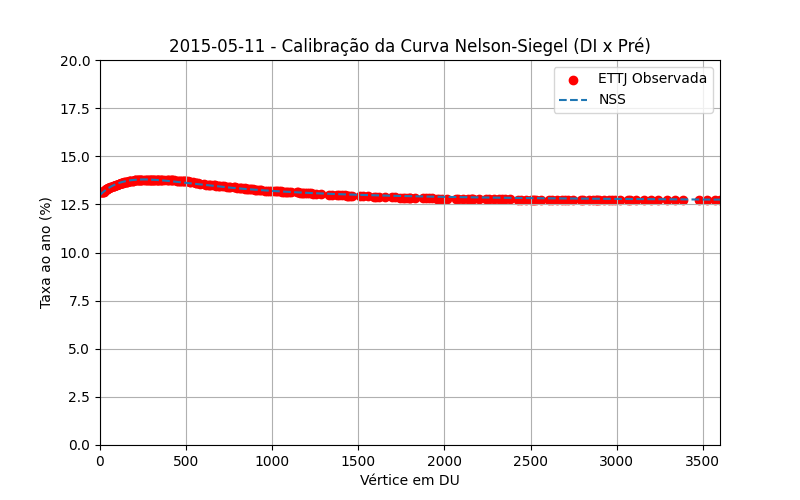 2015-05-11 - Calibração da Curva Nelson-Siegel (DI x Pré)
ETTJ Observada
NSS
Taxa ao ano (%)
20.0
17.5
15.0
12.5
10.0
7.5
5.0
2.5
0.0
0 500 1000 1500 2000 2500 3000 3500
Vértice em DU